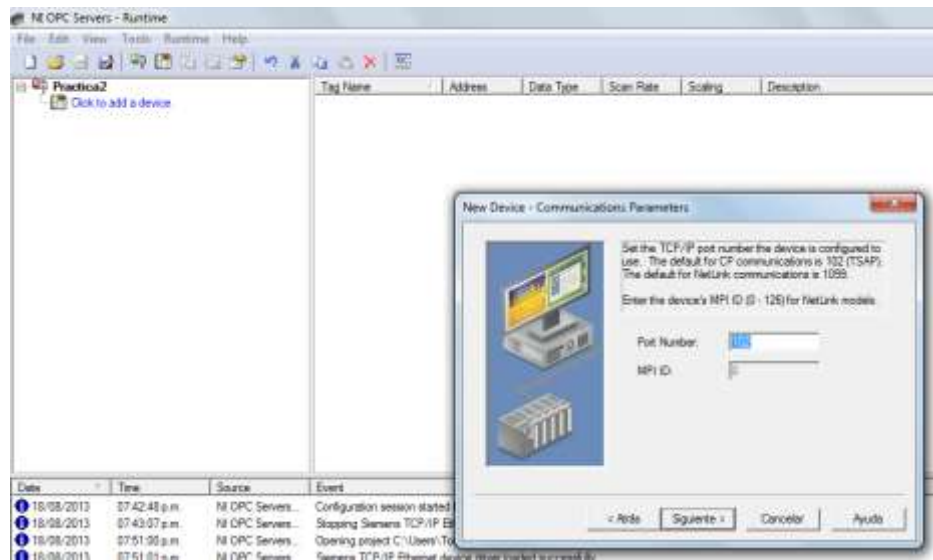 NI OPC Servers - Runtime
File Edit View Tools Runtime Help
Practica2
Click to add a device
Tag Name Address Data Type Scan Rate Scaling Description
New Device - Communications Parameters
Set the TCP/IP port number the device is configured to
use. The default for CP communications is 102 (TSAP).
The default for NetLink communications is 1099.
Enter the device's MPI ID (0 - 126) for NetLink models.
Port Number: 102
MPI ID:
< Atrás Siguiente > Cancelar Ayuda
Date Time Source Event
18/08/2013 07:42:48 p.m. NI OPC Servers... Configuration session started
18/08/2013 07:43:07 p.m. NI OPC Servers... Stopping Siemens TCP/IP
18/08/2013 07:51:00 p.m. NI OPC Servers... Opening project C:\Users\
18/08/2013 07:51:01 p.m. NI OPC Servers... Siemens TCP/IP Ethernet device driver loaded successfully.